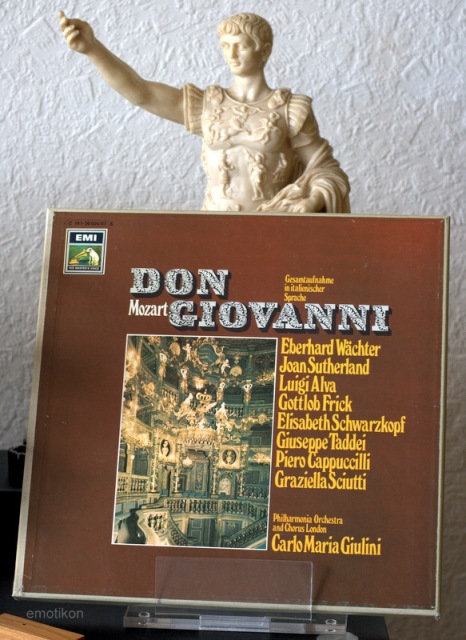 EMI
DON
Gesamtaufnahme
in italienischer
Sprache
Mozart GIOVANNI
Eberhard Wächter
Joan Sutherland
Luigi Alva
Gottlob Frick
Elisabeth Schwarzkopf
Giuseppe Taddei
Piero Cappuccilli
Graziella Sciutti
Philharmonia Orchestra
and Chorus London
Carlo Maria Giulini
emotikon